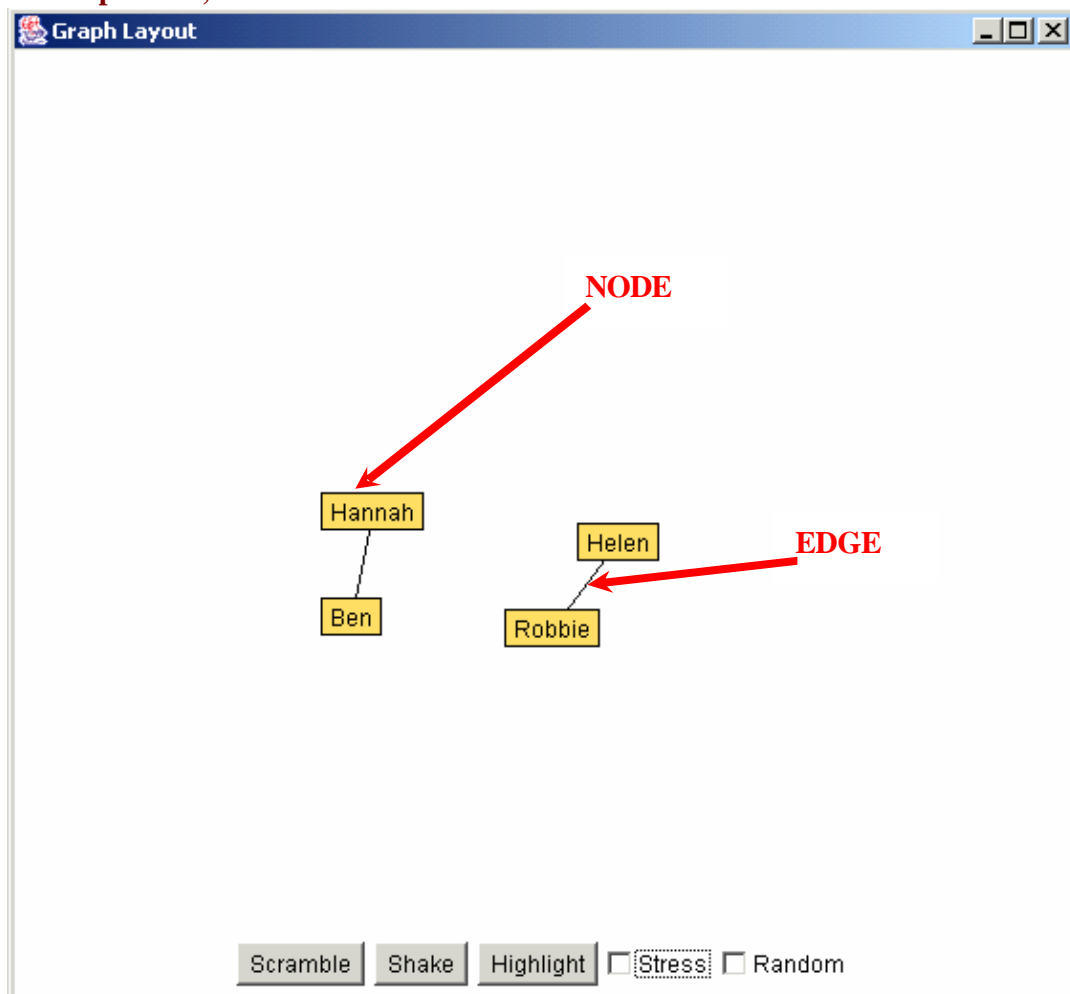 Graph Layout
NODE
Hannah
Helen
EDGE
Ben
Robbie
Scramble Shake Highlight Stress Random